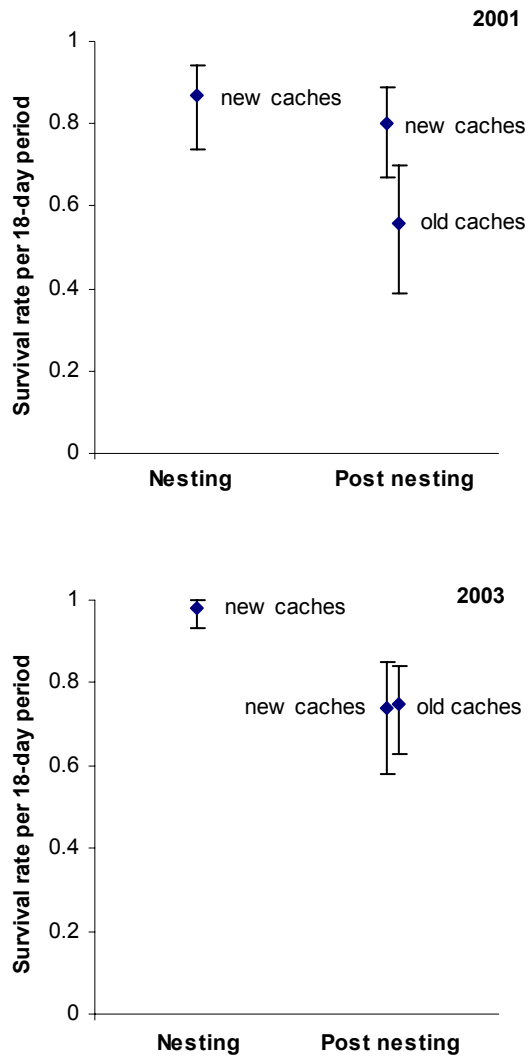 2001
Survival rate per 18-day period
1
0.8
0.6
0.4
0.2
0
new caches
new caches
old caches
Nesting
Post nesting
2003
Survival rate per 18-day period
1
0.8
0.6
0.4
0.2
0
new caches
new caches
old caches
Nesting
Post nesting